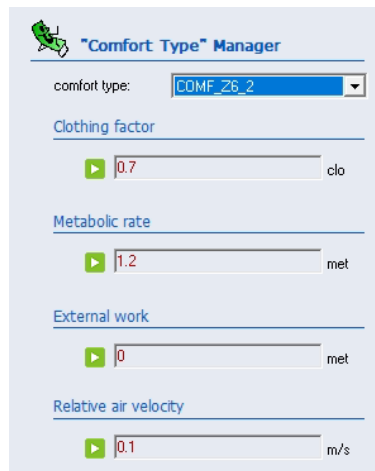 "Comfort Type" Manager
comfort type: COMF_Z6_2
Clothing factor
0.7 clo
Metabolic rate
1.2 met
External work
0 met
Relative air velocity
0.1 m/s